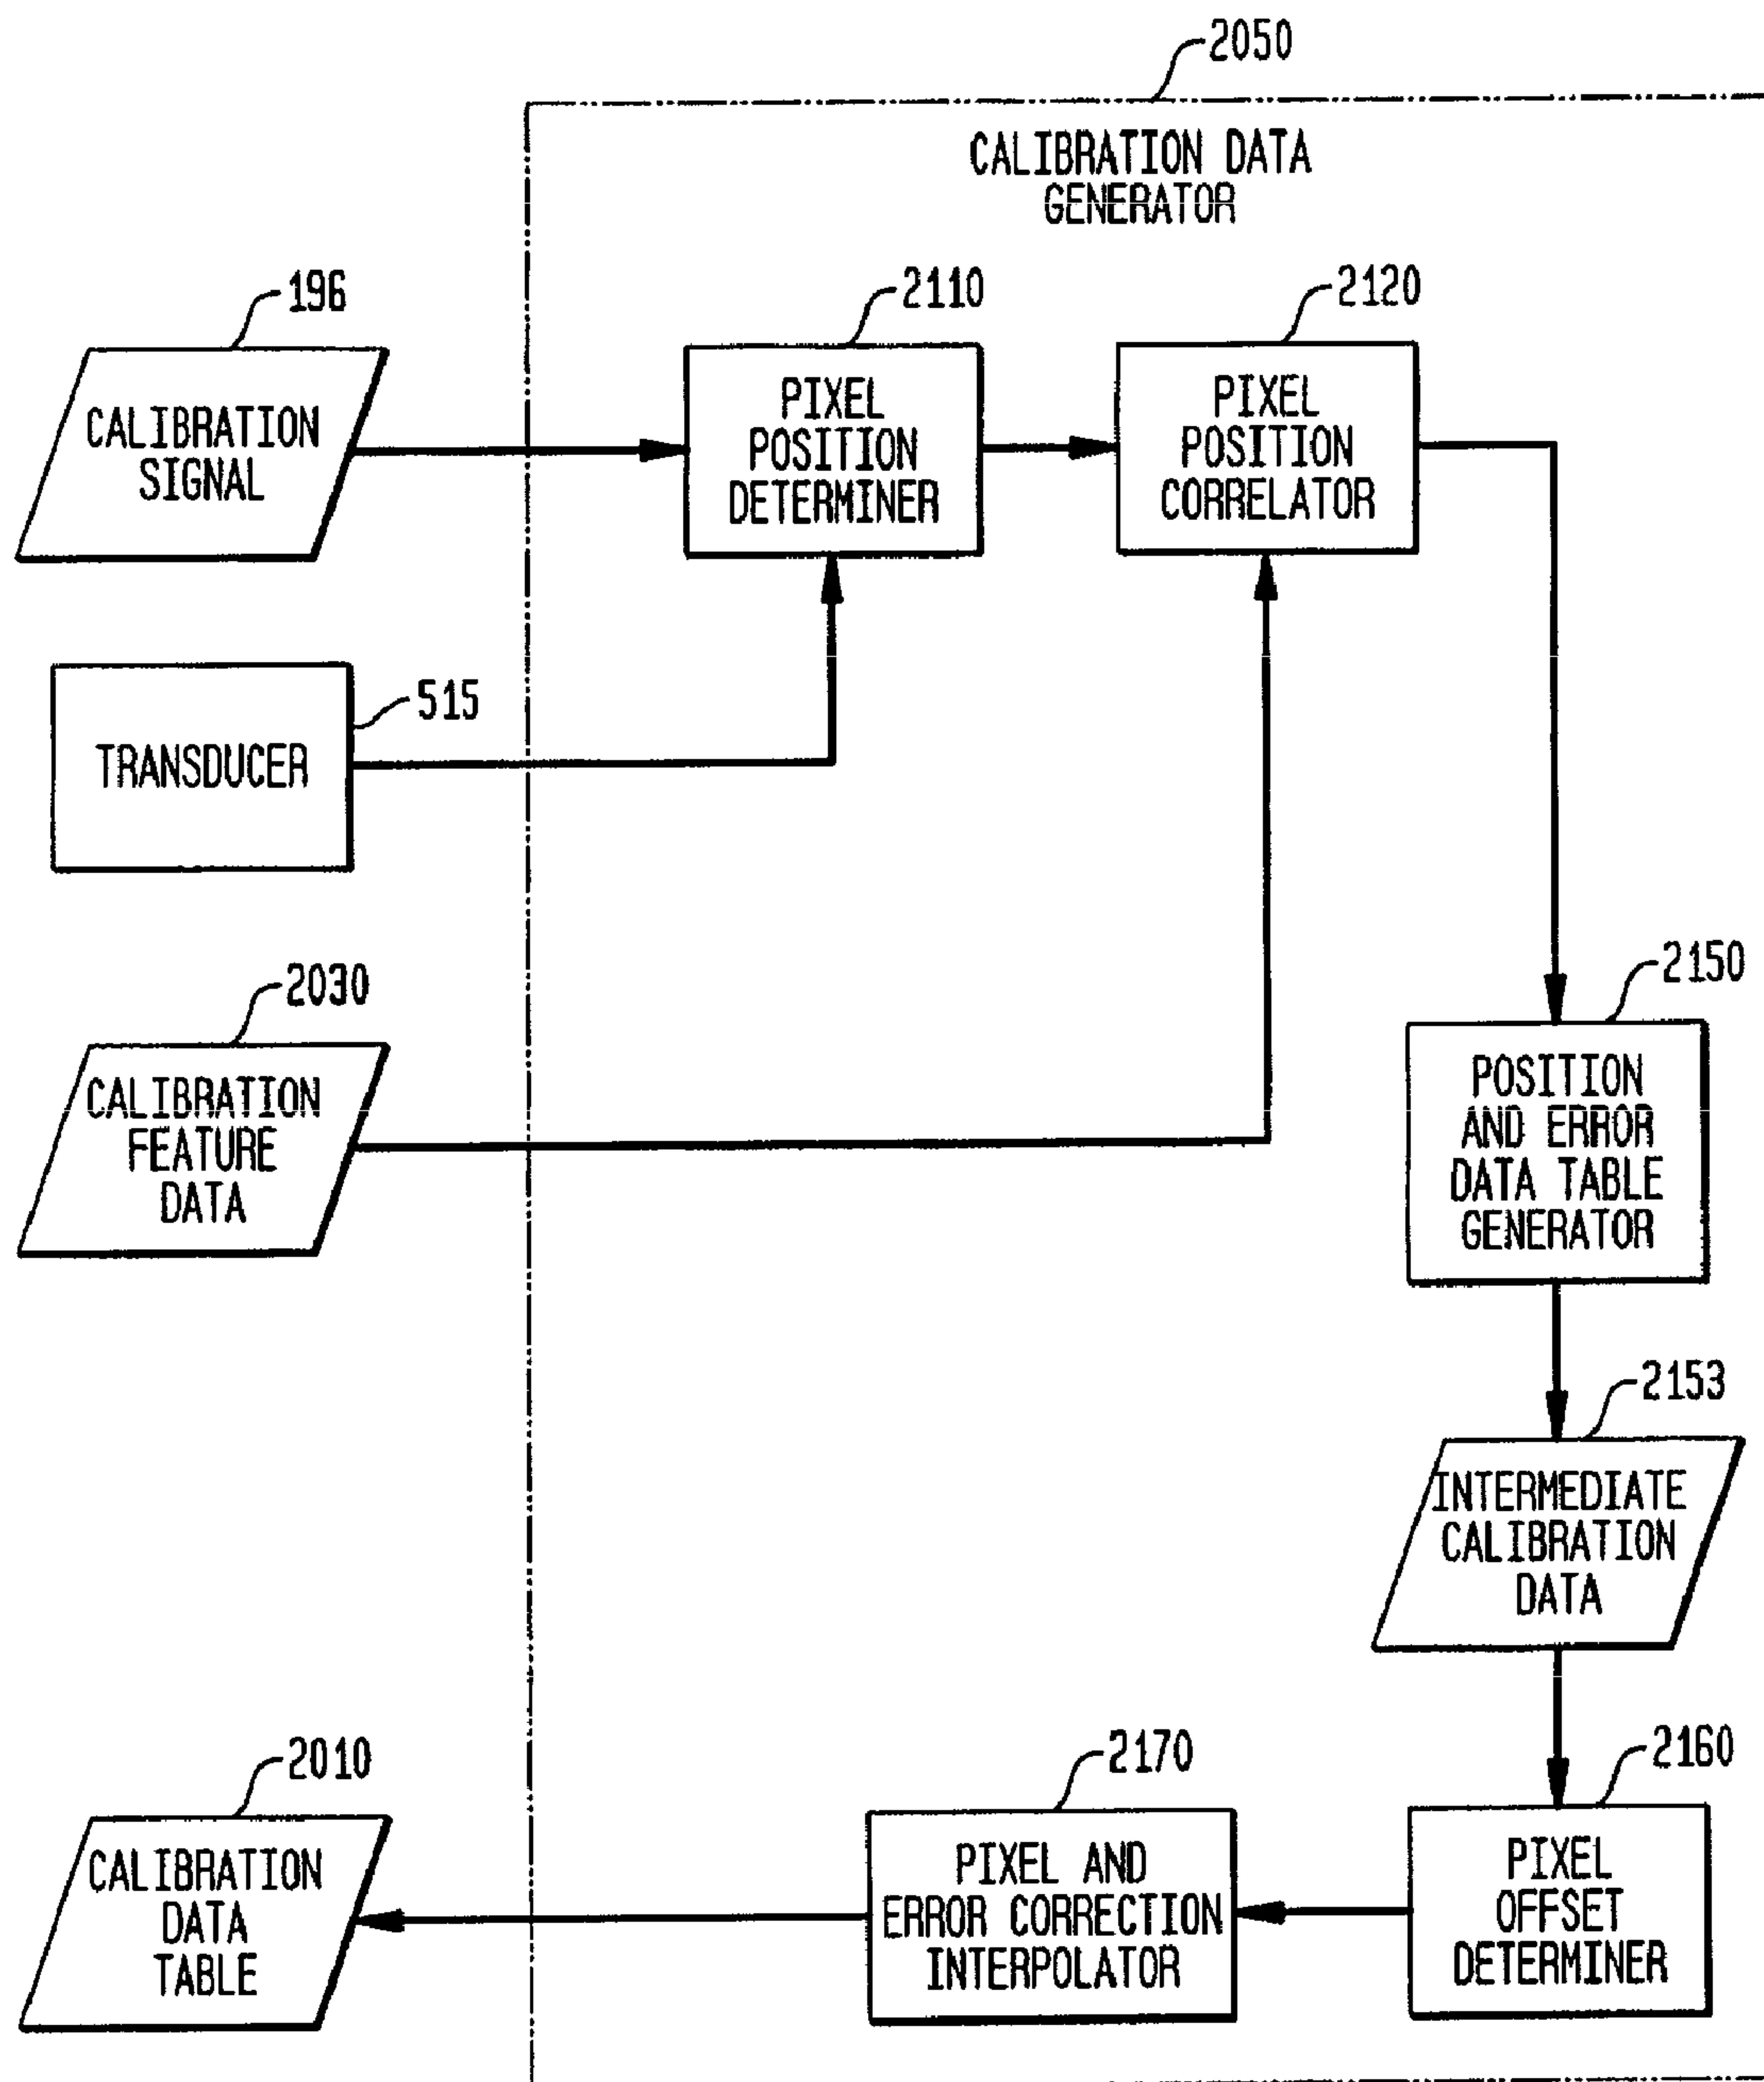 2050
CALIBRATION DATA
GENERATOR
196
CALIBRATION
SIGNAL
2110
PIXEL
POSITION
DETERMINER
2120
PIXEL
POSITION
CORRELATOR
515
TRANSDUCER
2030
CALIBRATION
FEATURE
DATA
2150
POSITION
AND ERROR
DATA TABLE
GENERATOR
2153
INTERMEDIATE
CALIBRATION
DATA
2010
CALIBRATION
DATA
TABLE
2170
PIXEL AND
ERROR CORRECTION
INTERPOLATOR
2160
PIXEL
OFFSET
DETERMINER